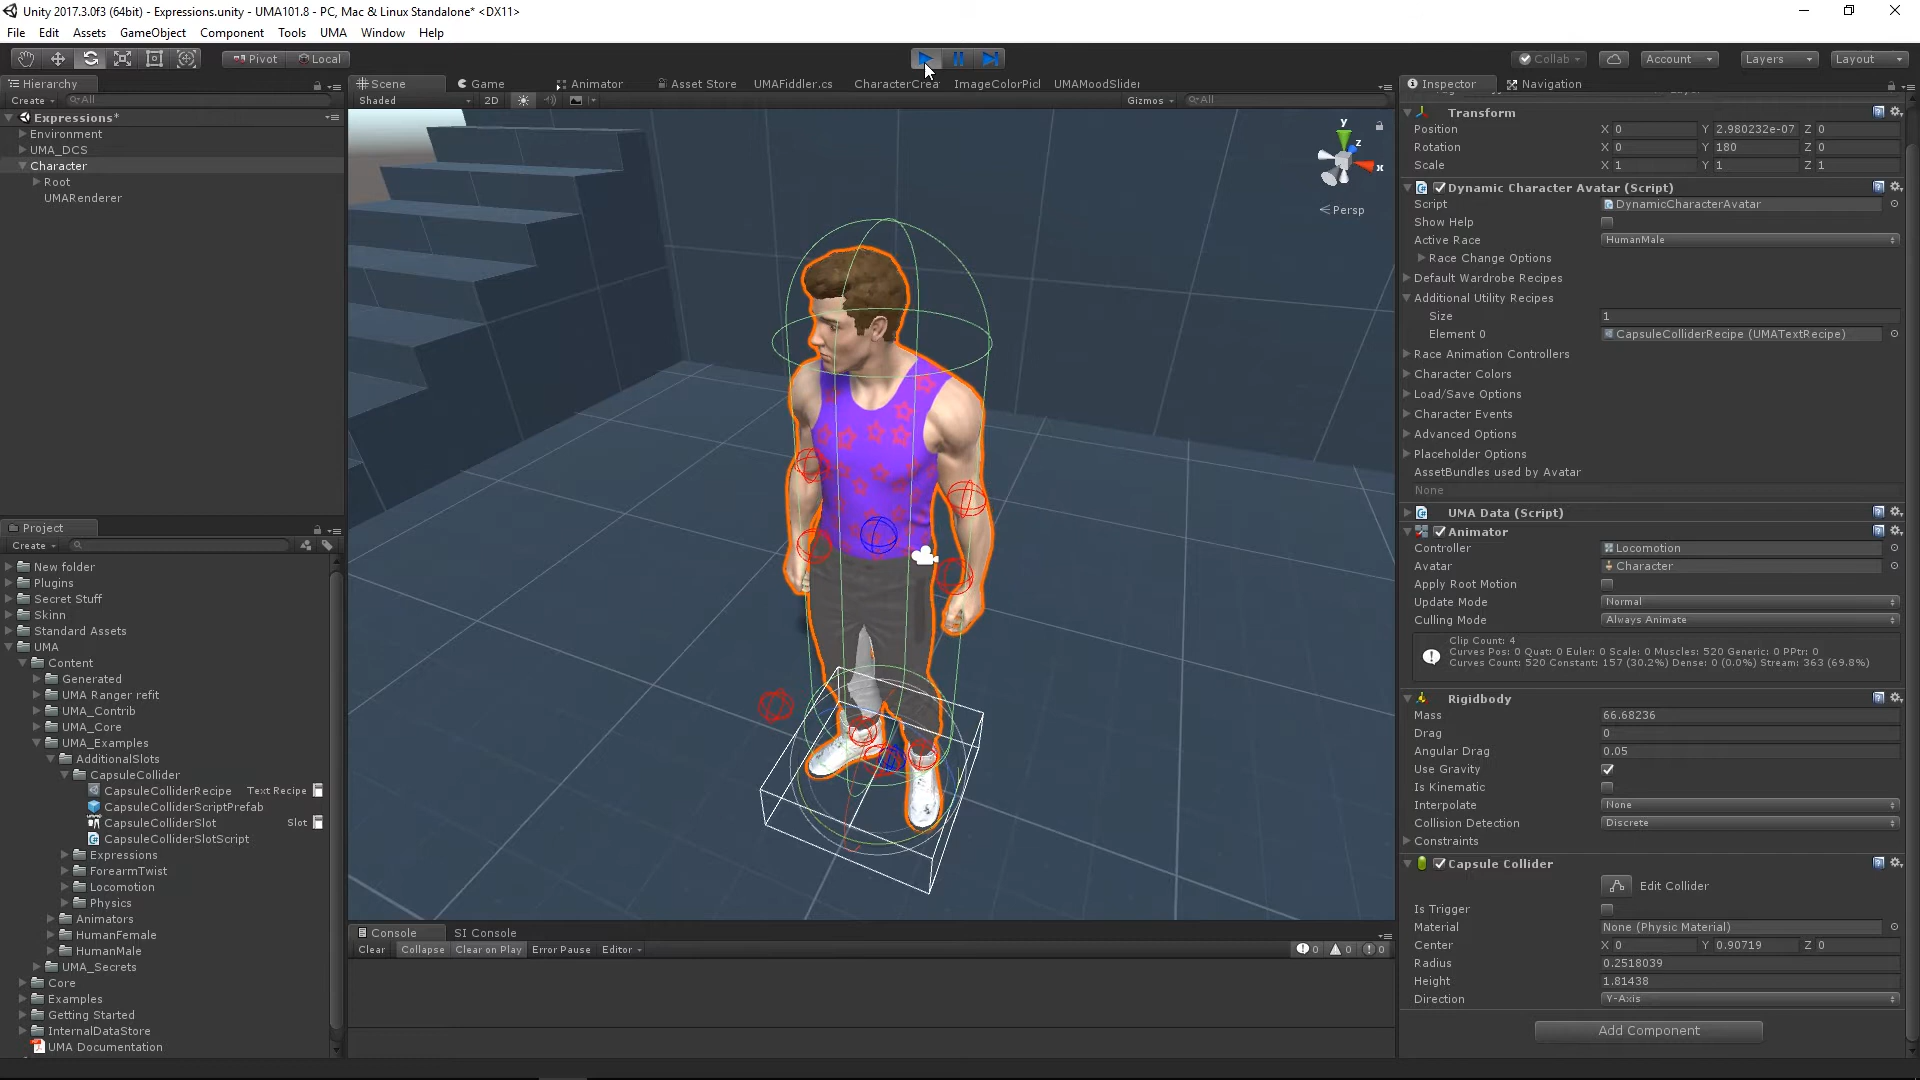 Unity 2017.3.0f3 (64bit) - Expressions.unity - UMA101.8 - PC, Mac & Linux Standalone* <DX11>
File Edit Assets GameObject Component Tools UMA Window Help
Pivot Local Collab Account Layers Layout
Hierarchy
Create All
Expressions*
Environment
UMA_DCS
Character
Root
UMARenderer
Project
Create
New folder
Plugins
Secret Stuff
Skinn
Standard Assets
UMA
Content
Generated
UMA Ranger refit
UMA_Contrib
UMA_Core
UMA_Examples
AdditionalSlots
CapsuleCollider
CapsuleColliderRecipe Text Recipe
CapsuleColliderScriptPrefab
CapsuleColliderSlot Slot
CapsuleColliderSlotScript
Expressions
ForearmTwist
Locomotion
Physics
Animators
HumanFemale
HumanMale
UMA_Secrets
Core
Examples
Getting Started
InternalDataStore
UMA Documentation
Scene Game Animator Asset Store UMAFiddler.cs CharacterCrea ImageColorPicl UMAMoodSlider
Shaded 2D Gizmos All
y
z
x
Persp
Console SI Console
Clear Collapse Clear on Play Error Pause Editor 0 0 0
Inspector Navigation
Transform
Position X 0 Y 2.980232e-07 Z 0
Rotation X 0 Y 180 Z 0
Scale X 1 Y 1 Z 1
Dynamic Character Avatar (Script)
Script DynamicCharacterAvatar
Show Help
Active Race HumanMale
Race Change Options
Default Wardrobe Recipes
Additional Utility Recipes
Size 1
Element 0 CapsuleColliderRecipe (UMATextRecipe)
Race Animation Controllers
Character Colors
Load/Save Options
Character Events
Advanced Options
Placeholder Options
AssetBundles used by Avatar
None
UMA Data (Script)
Animator
Controller Locomotion
Avatar Character
Apply Root Motion
Update Mode Normal
Culling Mode Always Animate
Clip Count: 4
Curves Pos: 0 Quat: 0 Euler: 0 Scale: 0 Muscles: 520 Generic: 0 PPtr: 0
Curves Count: 520 Constant: 157 (30.2%) Dense: 0 (0.0%) Stream: 363 (69.8%)
Rigidbody
Mass 66.68236
Drag 0
Angular Drag 0.05
Use Gravity
Is Kinematic
Interpolate None
Collision Detection Discrete
Constraints
Capsule Collider
Edit Collider
Is Trigger
Material None (Physic Material)
Center X 0 Y 0.90719 Z 0
Radius 0.2518039
Height 1.81438
Direction Y-Axis
Add Component